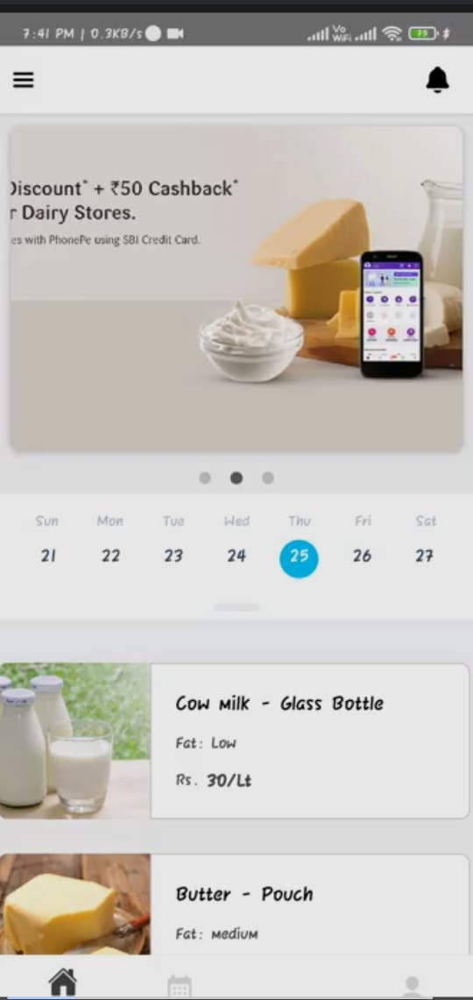 7:41 PM | 0.3KB/s
Vo
WiFi
75
Discount* + ₹50 Cashback*
r Dairy Stores.
es with PhonePe using SBI Credit Card.
Sun Mon Tue Wed Thu Fri Sat
21 22 23 24 25 26 27
Cow Milk - Glass Bottle
Fat: Low
Rs. 30/Lt
Butter - Pouch
Fat: Medium